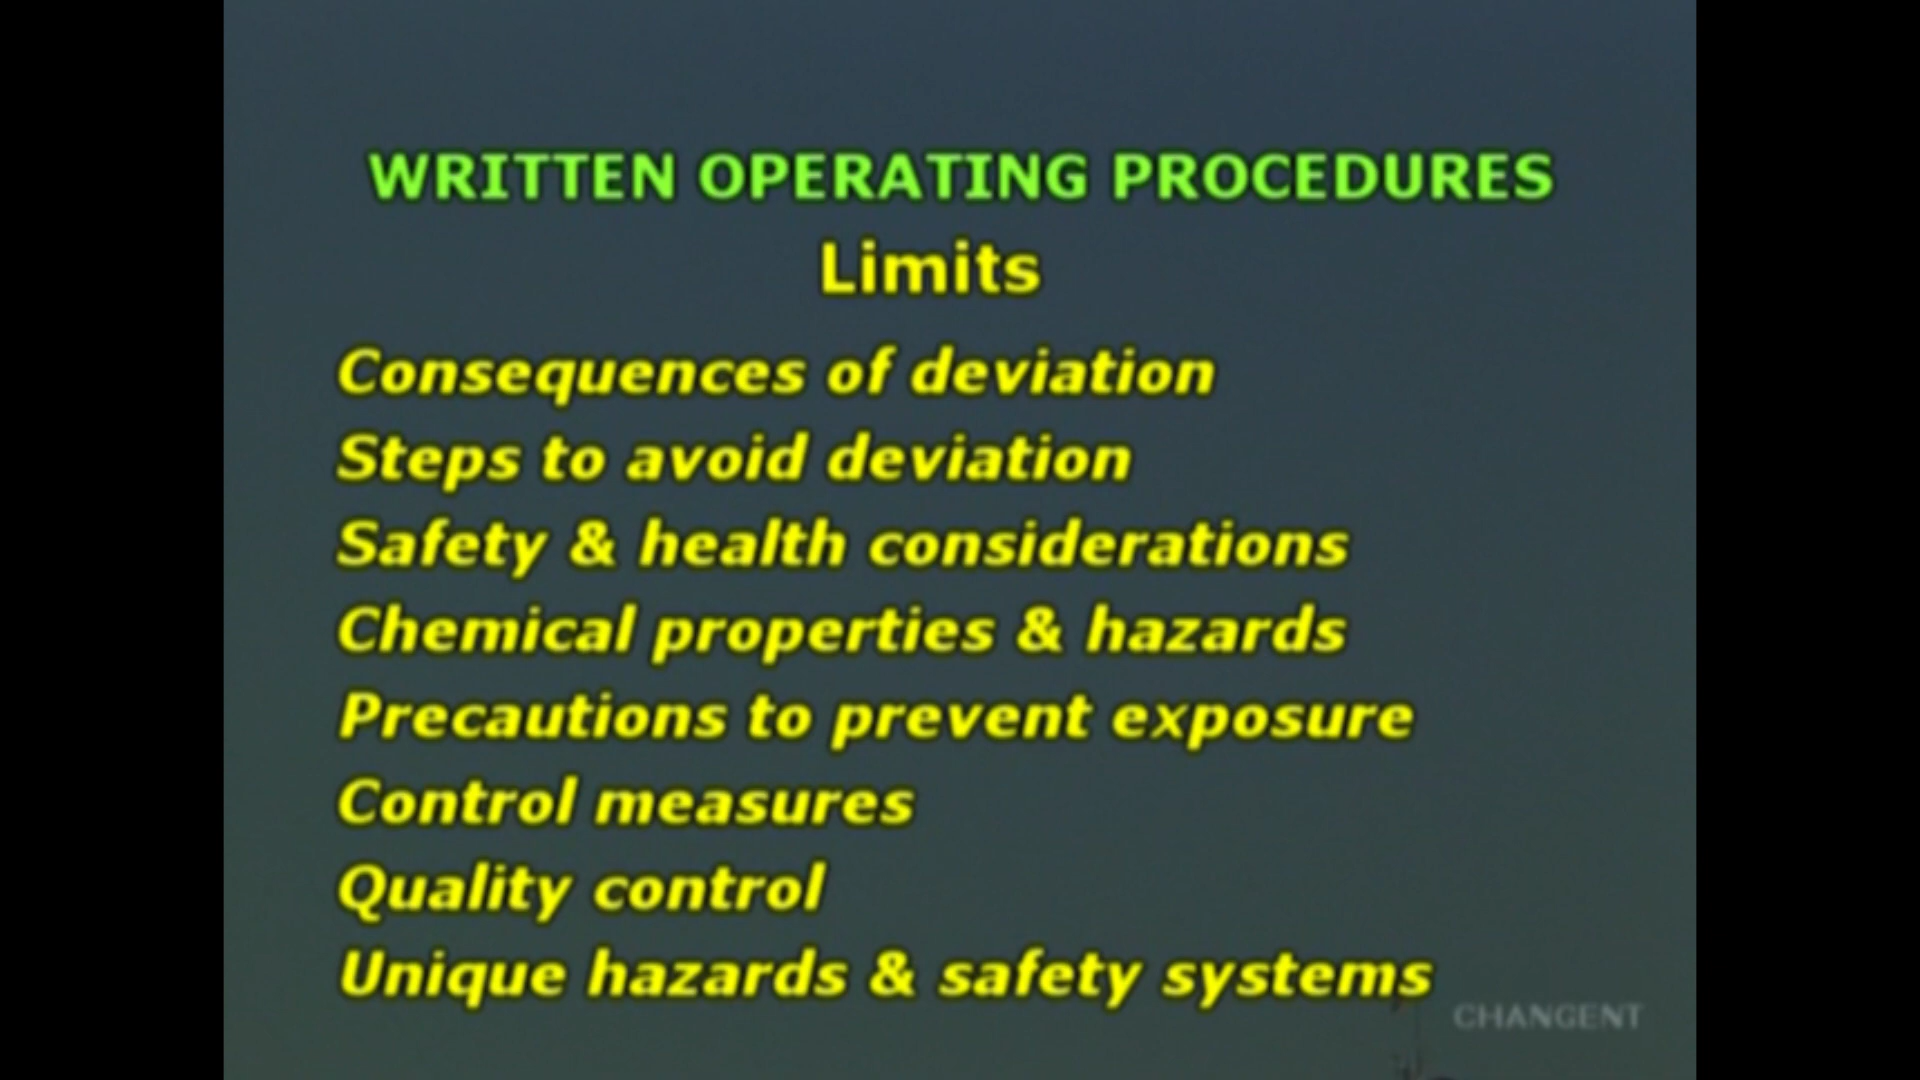 WRITTEN OPERATING PROCEDURES
Limits
Consequences of deviation
Steps to avoid deviation
Safety & health considerations
Chemical properties & hazards
Precautions to prevent exposure
Control measures
Quality control
Unique hazards & safety systems
CHANGENT